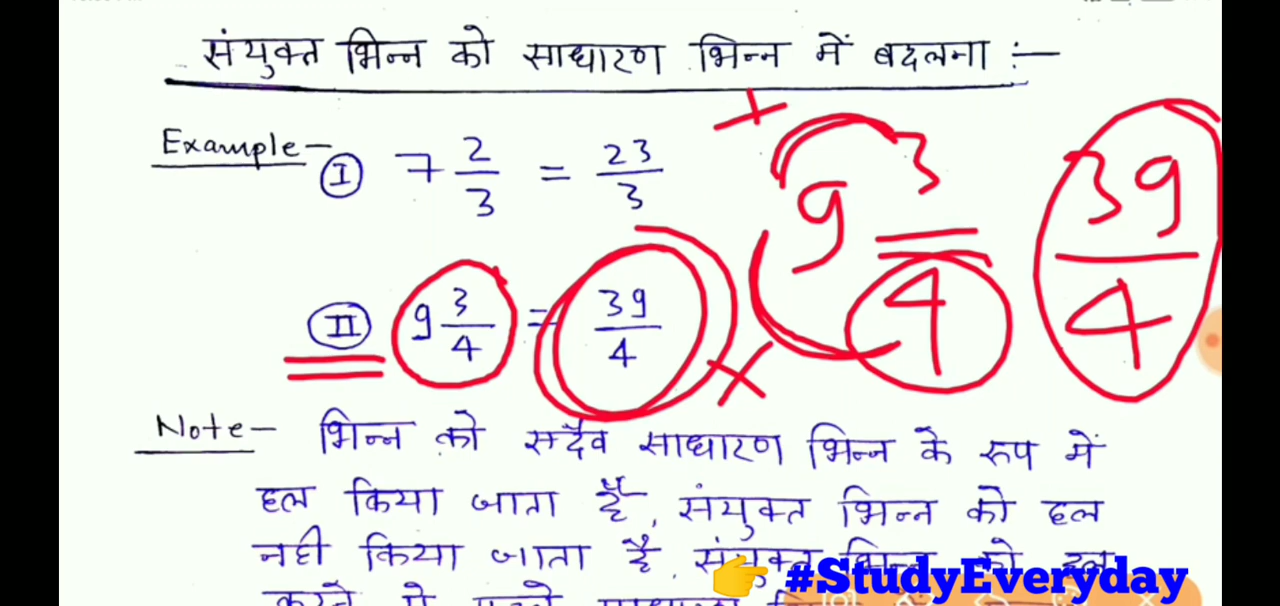 संयुक्त भिन्न को साधारण भिन्न में बदलना :—
Example- I 7 2/3 = 23/3
+ 9 3/4 39/4
II 9 3/4 = 39/4 ×
Note- भिन्न को सदैव साधारण भिन्न के रूप में
हल किया जाता है, संयुक्त भिन्न को हल
नही किया जाता है, संयुक्त भिन्न को हल
👉 #StudyEveryday